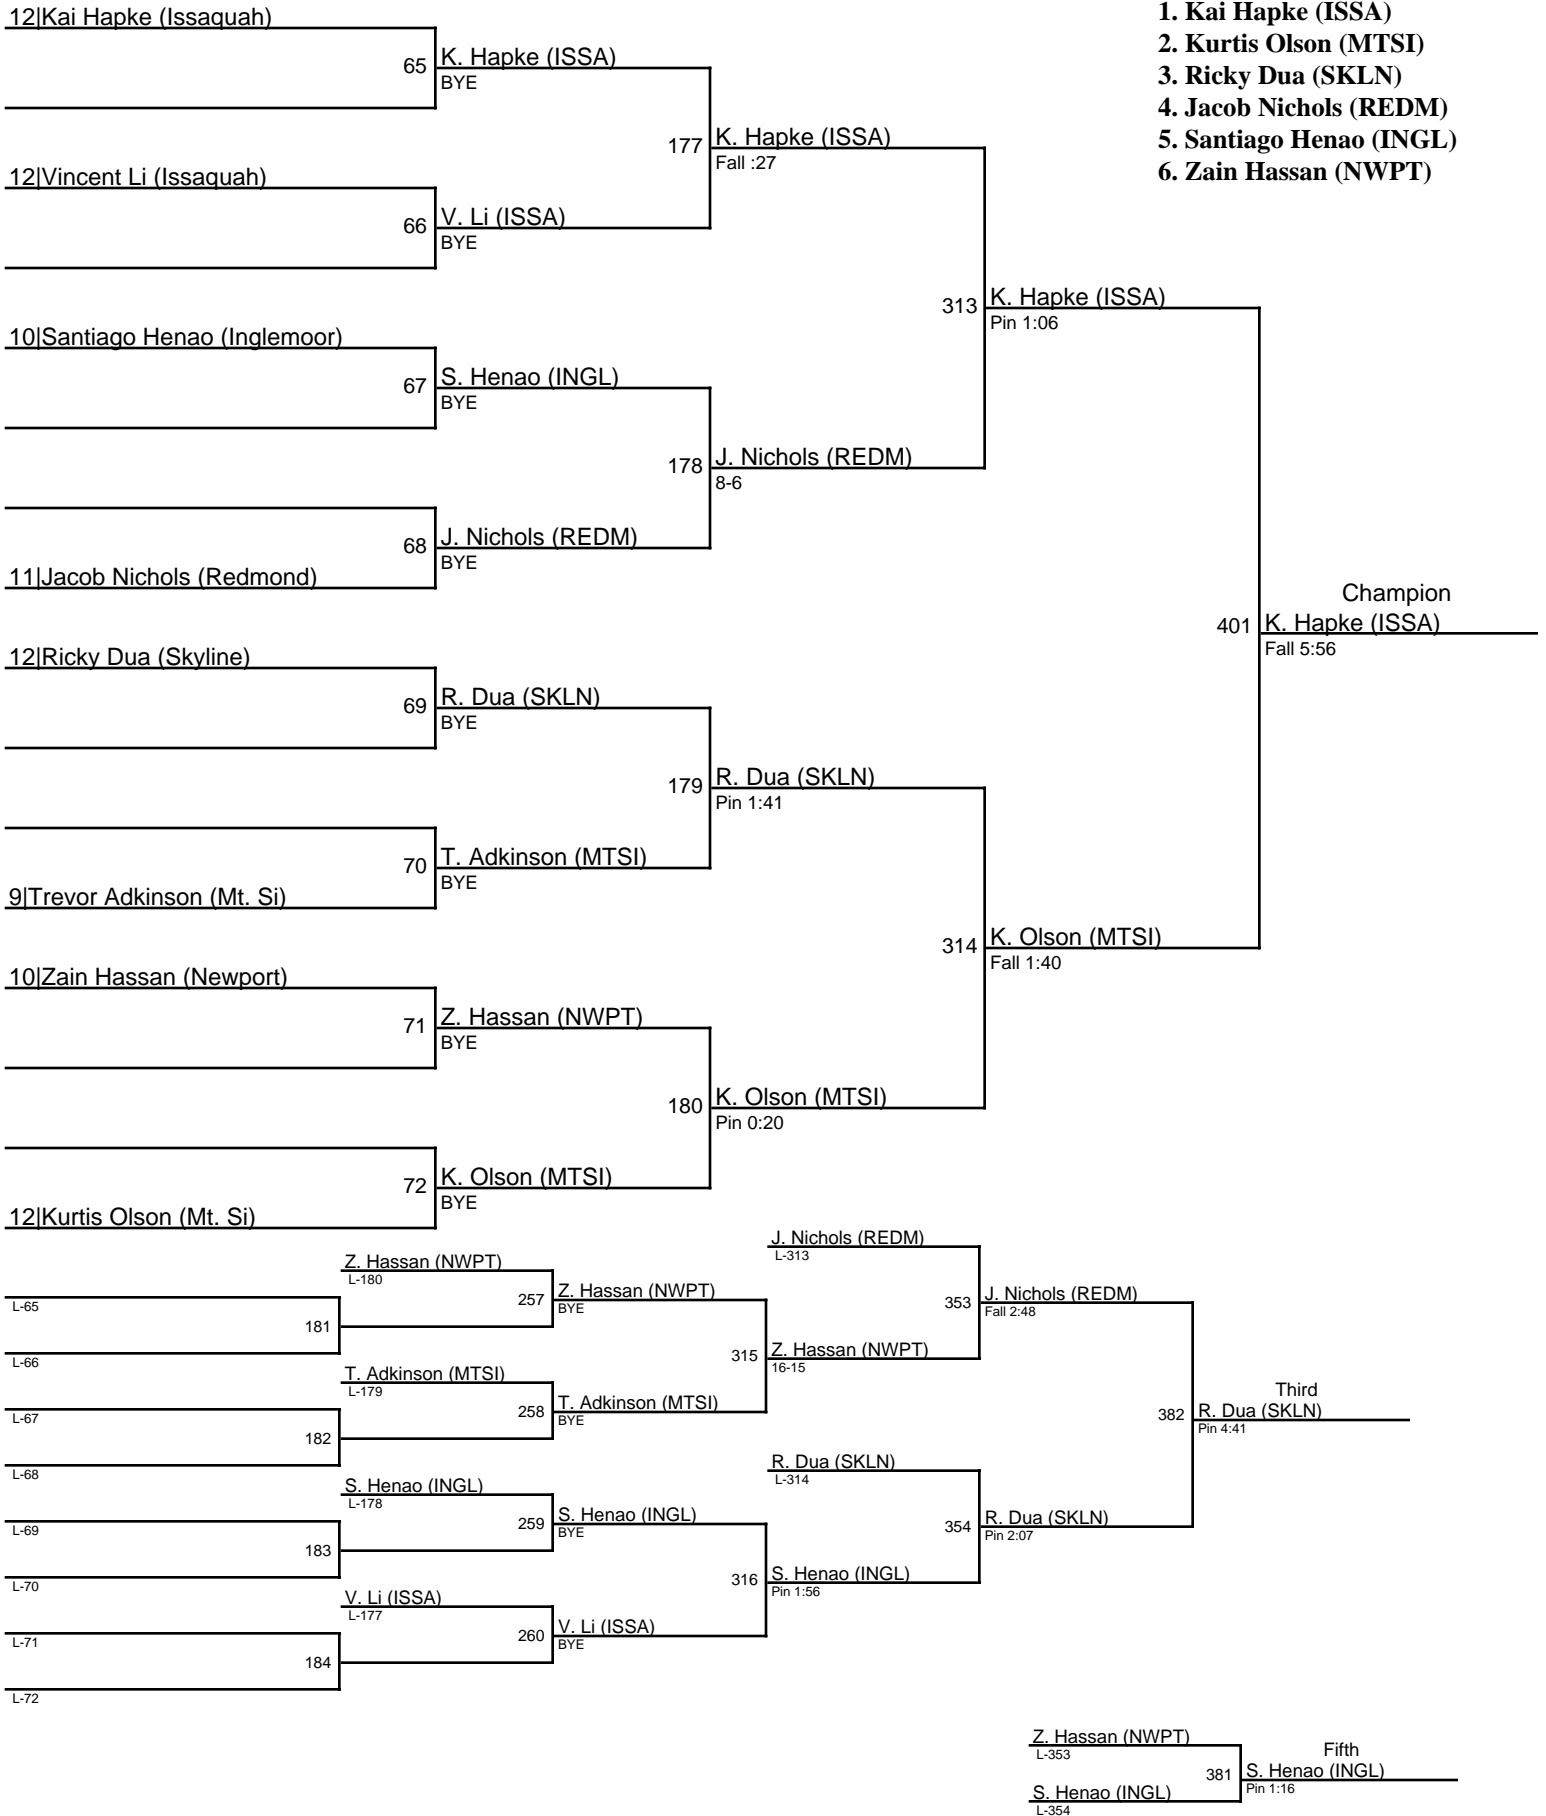 12|Kai Hapke (Issaquah)
65
K. Hapke (ISSA)
BYE
12|Vincent Li (Issaquah)
66
V. Li (ISSA)
BYE
177
K. Hapke (ISSA)
Fall :27
10|Santiago Henao (Inglemoor)
67
S. Henao (INGL)
BYE
68
J. Nichols (REDM)
BYE
11|Jacob Nichols (Redmond)
178
J. Nichols (REDM)
8-6
313
K. Hapke (ISSA)
Pin 1:06
1. Kai Hapke (ISSA)
2. Kurtis Olson (MTSI)
3. Ricky Dua (SKLN)
4. Jacob Nichols (REDM)
5. Santiago Henao (INGL)
6. Zain Hassan (NWPT)
12|Ricky Dua (Skyline)
69
R. Dua (SKLN)
BYE
70
T. Adkinson (MTSI)
BYE
9|Trevor Adkinson (Mt. Si)
179
R. Dua (SKLN)
Pin 1:41
10|Zain Hassan (Newport)
71
Z. Hassan (NWPT)
BYE
72
K. Olson (MTSI)
BYE
12|Kurtis Olson (Mt. Si)
180
K. Olson (MTSI)
Pin 0:20
314
K. Olson (MTSI)
Fall 1:40
Champion
401
K. Hapke (ISSA)
Fall 5:56
L-65
181
L-66
Z. Hassan (NWPT)
L-180
257
Z. Hassan (NWPT)
BYE
L-67
182
L-68
T. Adkinson (MTSI)
L-179
258
T. Adkinson (MTSI)
BYE
315
Z. Hassan (NWPT)
16-15
J. Nichols (REDM)
L-313
353
J. Nichols (REDM)
Fall 2:48
L-69
183
L-70
S. Henao (INGL)
L-178
259
S. Henao (INGL)
BYE
L-71
184
L-72
V. Li (ISSA)
L-177
260
V. Li (ISSA)
BYE
316
S. Henao (INGL)
Pin 1:56
R. Dua (SKLN)
L-314
354
R. Dua (SKLN)
Pin 2:07
Third
382
R. Dua (SKLN)
Pin 4:41
Z. Hassan (NWPT)
L-353
S. Henao (INGL)
L-354
Fifth
381
S. Henao (INGL)
Pin 1:16